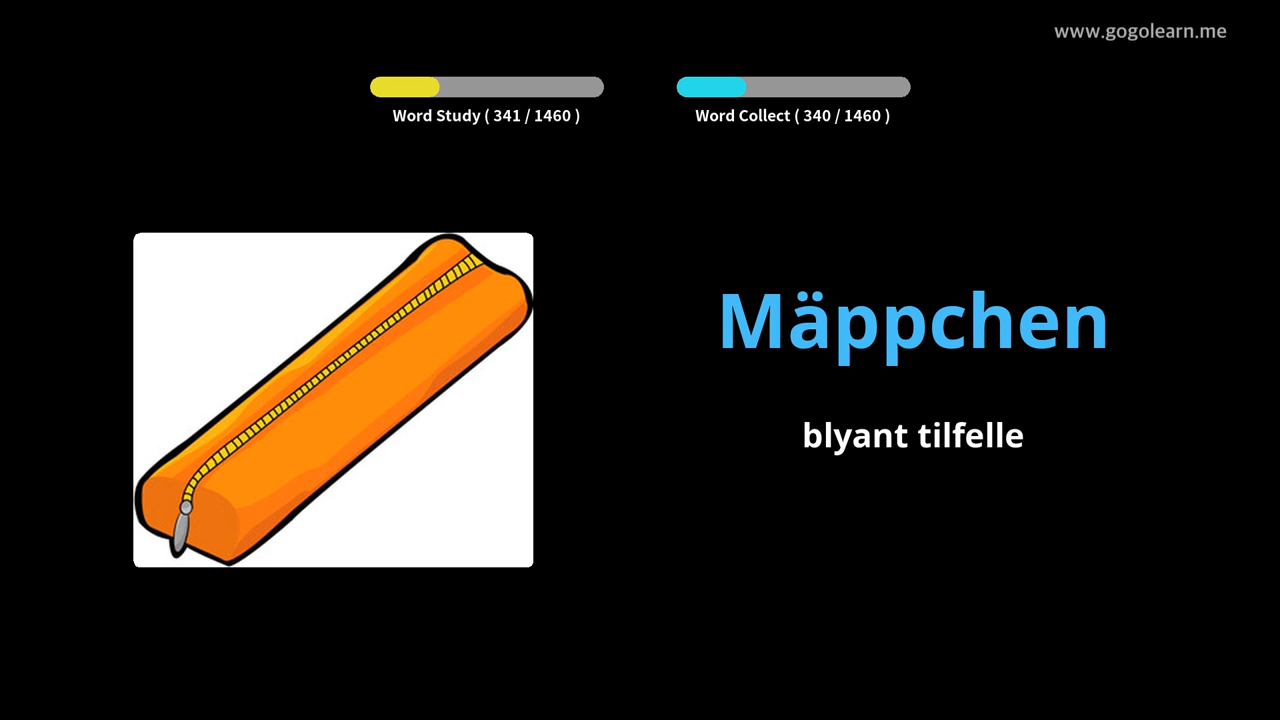 www.gogolearn.me
Word Study ( 341 / 1460 )
Word Collect ( 340 / 1460 )
Mäppchen
blyant tilfelle